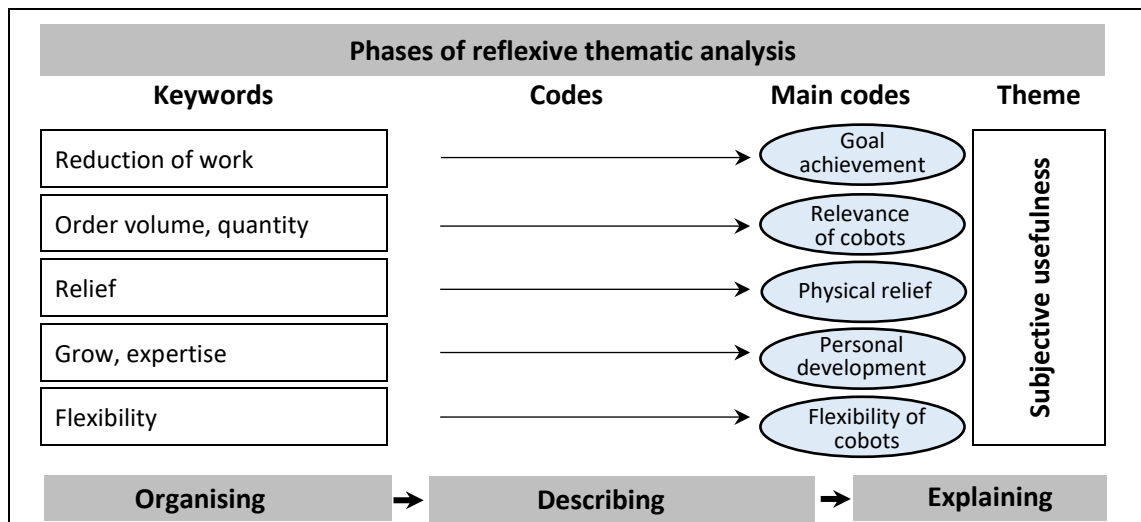 Phases of reflexive thematic analysis
Keywords Codes Main codes Theme
Reduction of work
Goal
achievement
Order volume, quantity
Relevance
of cobots
Relief
Physical relief
Grow, expertise
Personal
development
Flexibility
Flexibility of
cobots
Subjective usefulness
Organising Describing Explaining